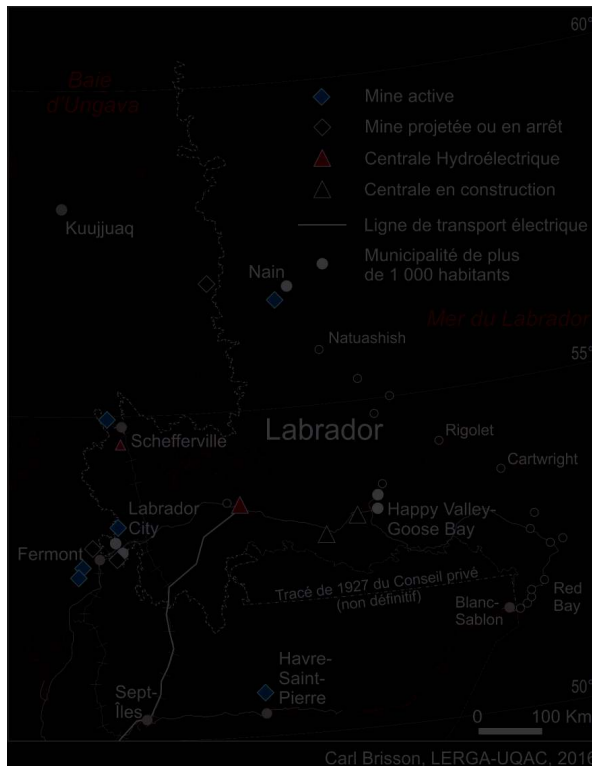 60°
Baie
d'Ungava
Mine active
Mine projetée ou en arrêt
Centrale Hydroélectrique
Centrale en construction
Ligne de transport électrique
Municipalité de plus
de 1 000 habitants
Kuujjuaq
Nain
Mer du Labrador
Natuashish
55°
Labrador
Schefferville
Rigolet
Cartwright
Labrador
City
Happy Valley-
Goose Bay
Fermont
Tracé de 1927 du Conseil privé
(non définitif)
Blanc-
Sablon
Red
Bay
Havre-
Saint-
Pierre
Sept-
Îles
50°
0 100 Km
Carl Brisson, LERGA-UQAC, 2016